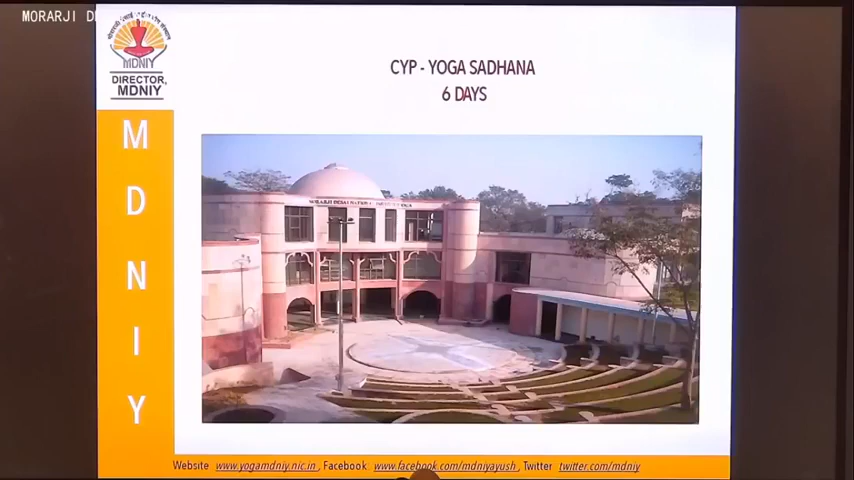 MORARJI D
MDNIY
DIRECTOR,
MDNIY
M
D
N
I
Y
CYP - YOGA SADHANA
6 DAYS
Website www.yogamdniy.nic.in, Facebook www.facebook.com/mdniyayush, Twitter twitter.com/mdniy